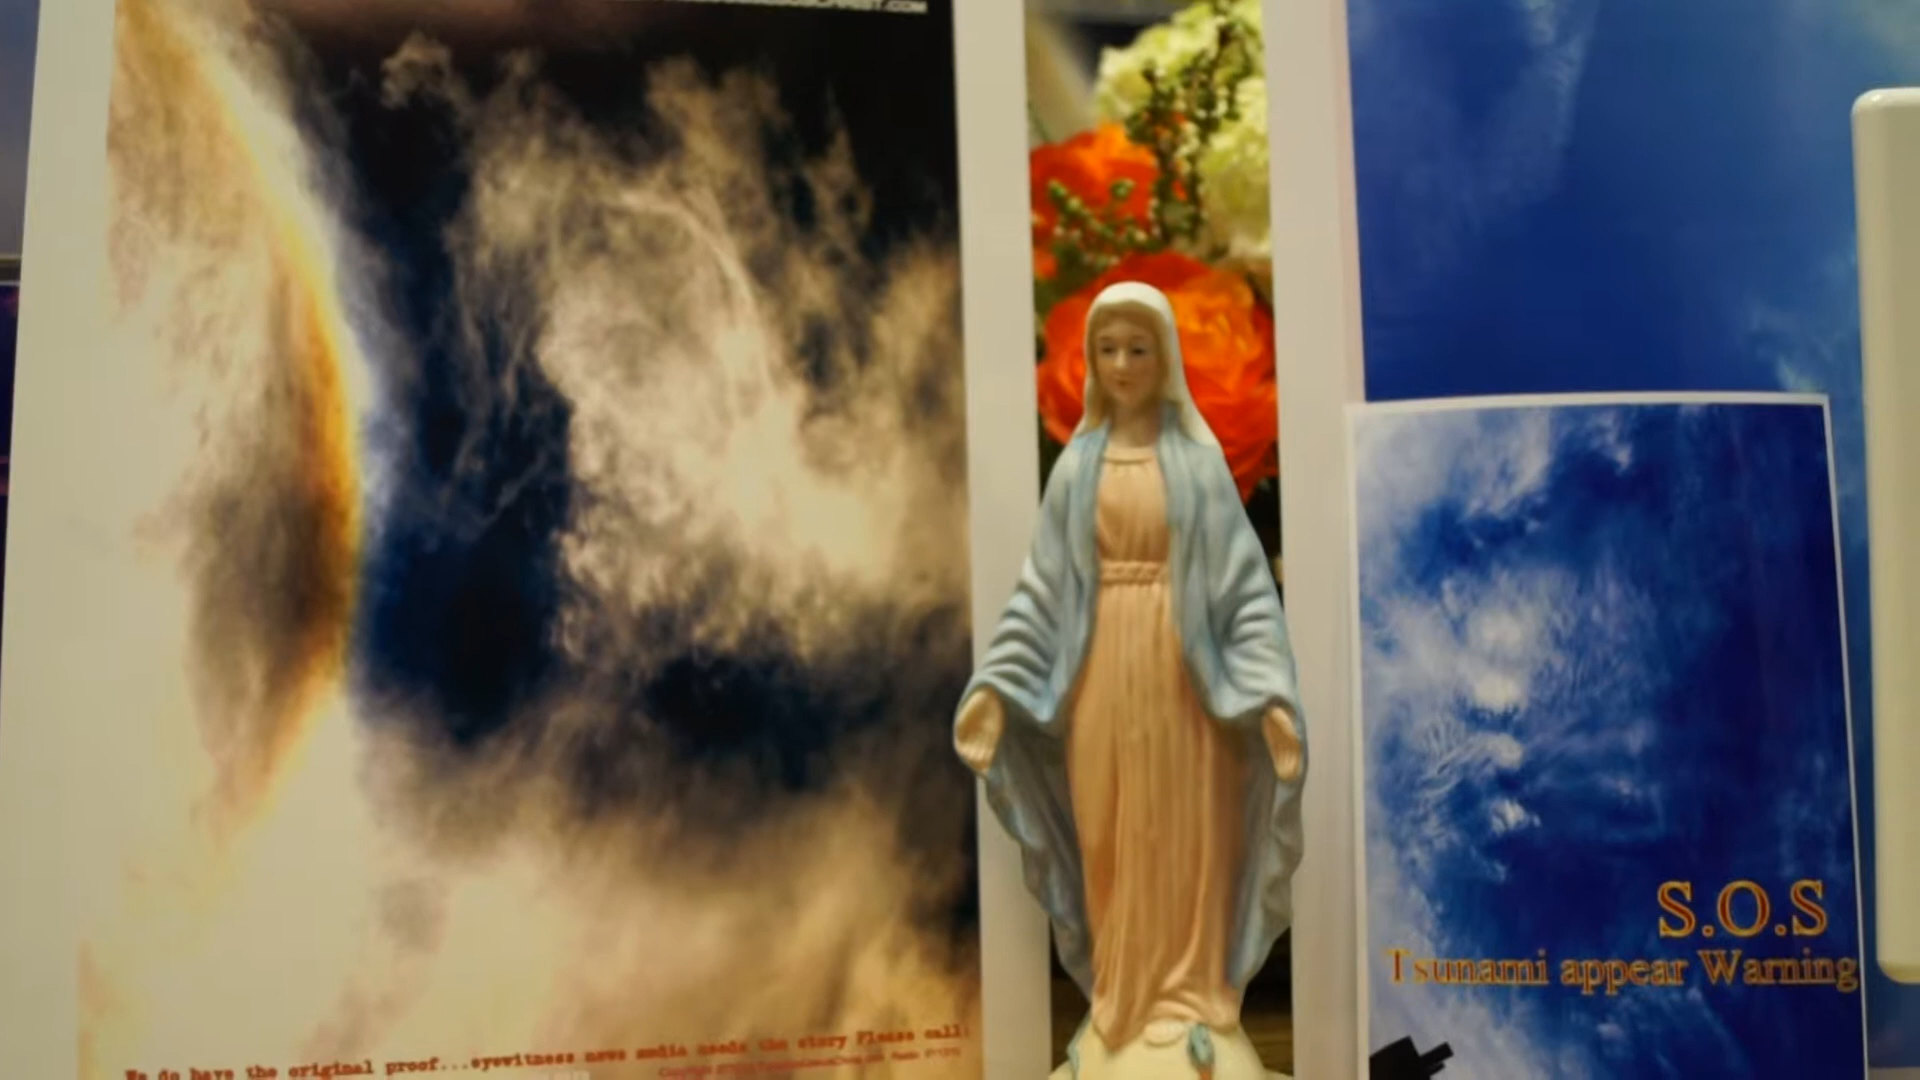 We do have the original proof...eyewitness news media needs the story Please call:
S.O.S
Tsunami appear Warning